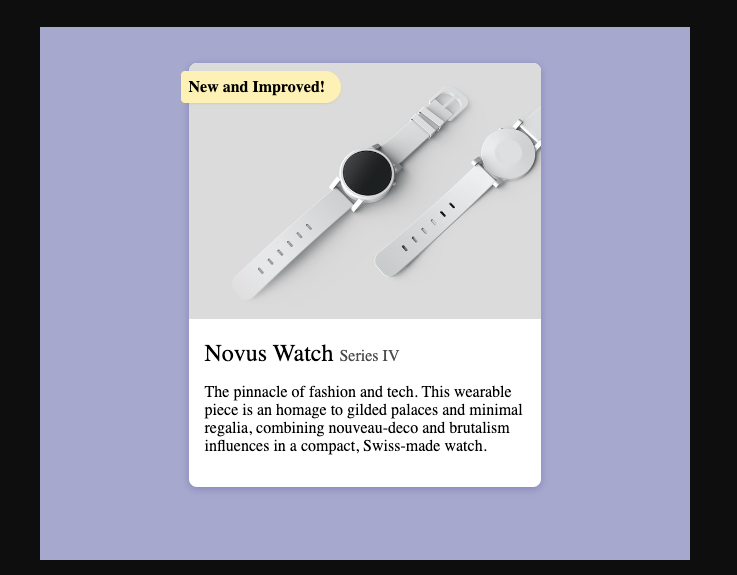 New and Improved!
Novus Watch Series IV
The pinnacle of fashion and tech. This wearable
piece is an homage to gilded palaces and minimal
regalia, combining nouveau-deco and brutalism
influences in a compact, Swiss-made watch.